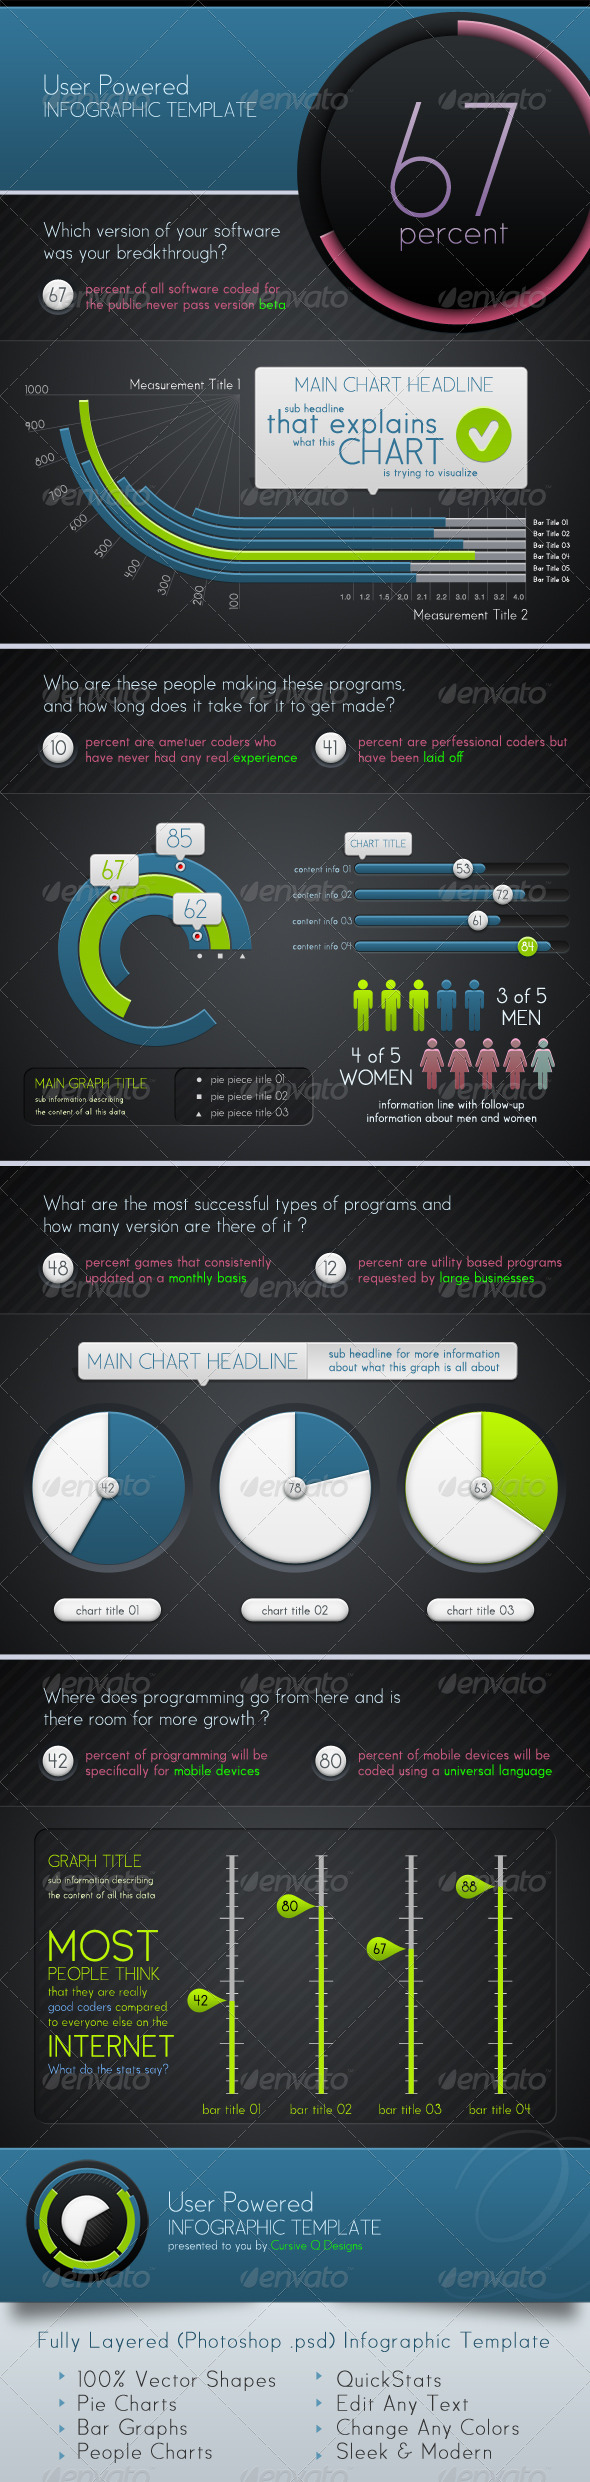 User Powered
INFOGRAPHIC TEMPLATE
67
percent
Which version of your software
was your breakthrough?
67
percent of all software coded for
the public never pass version beta
1000
900
800
700
600
500
400
300
200
100
Measurement Title 1
MAIN CHART HEADLINE
sub headline
that explains
what this
CHART
is trying to visualize
Bar Title 01
Bar Title 02
Bar Title 03
Bar Title 04
Bar Title 05
Bar Title 06
1.0 1.2 1.5 2.0 2.1 2.2 3.0 3.1 3.2 4.0
Measurement Title 2
Who are these people making these programs,
and how long does it take for it to get made?
10
percent are ametuer coders who
have never had any real experience
41
percent are perfessional coders but
have been laid off
85
67
62
CHART TITLE
content info 01
53
content info 02
72
content info 03
61
content info 04
84
3 of 5
MEN
4 of 5
WOMEN
information line with follow-up
information about men and women
MAIN GRAPH TITLE
sub information describing
the content of all this data
pie piece title 01
pie piece title 02
pie piece title 03
What are the most successful types of programs and
how many version are there of it ?
48
percent games that consistently
updated on a monthly basis
12
percent are utility based programs
requested by large businesses
MAIN CHART HEADLINE
sub headline for more information
about what this graph is all about
42
78
63
chart title 01
chart title 02
chart title 03
Where does programming go from here and is
there room for more growth ?
42
percent of programming will be
specifically for mobile devices
80
percent of mobile devices will be
coded using a universal language
GRAPH TITLE
sub information describing
the content of all this data
MOST
PEOPLE THINK
that they are really
good coders compared
to everyone else on the
INTERNET
What do the stats say?
42
80
67
88
bar title 01
bar title 02
bar title 03
bar title 04
User Powered
INFOGRAPHIC TEMPLATE
presented to you by Cursive Q Designs
Fully Layered (Photoshop .psd) Infographic Template
100% Vector Shapes
Pie Charts
Bar Graphs
People Charts
QuickStats
Edit Any Text
Change Any Colors
Sleek & Modern
envato